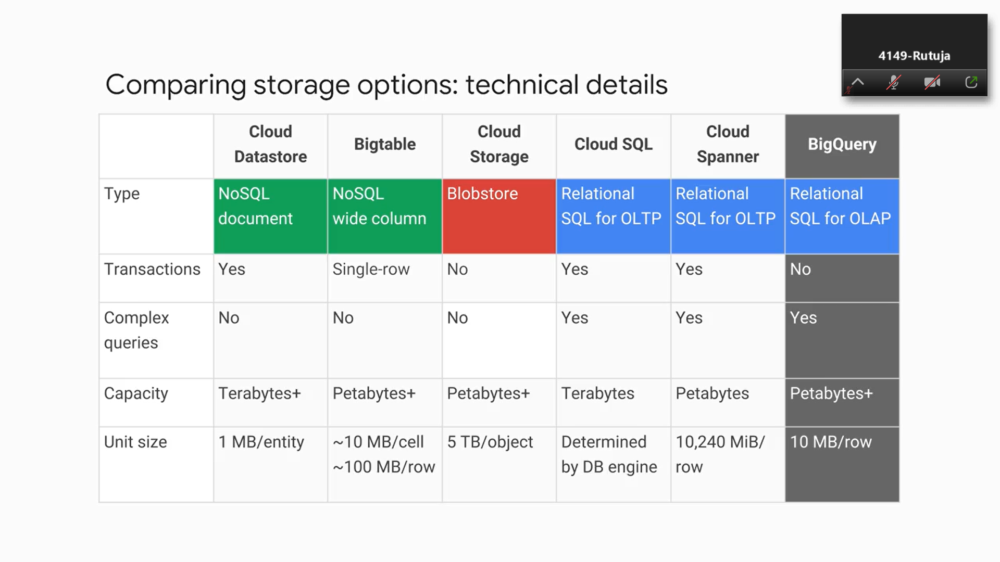 4149-Rutuja
Comparing storage options: technical details
Cloud
Datastore
Bigtable
Cloud
Storage
Cloud SQL
Cloud
Spanner
BigQuery
Type
NoSQL
document
NoSQL
wide column
Blobstore
Relational
SQL for OLTP
Relational
SQL for OLTP
Relational
SQL for OLAP
Transactions
Yes
Single-row
No
Yes
Yes
No
Complex
queries
No
No
No
Yes
Yes
Yes
Capacity
Terabytes+
Petabytes+
Petabytes+
Terabytes
Petabytes
Petabytes+
Unit size
1 MB/entity
~10 MB/cell
~100 MB/row
5 TB/object
Determined
by DB engine
10,240 MiB/
row
10 MB/row